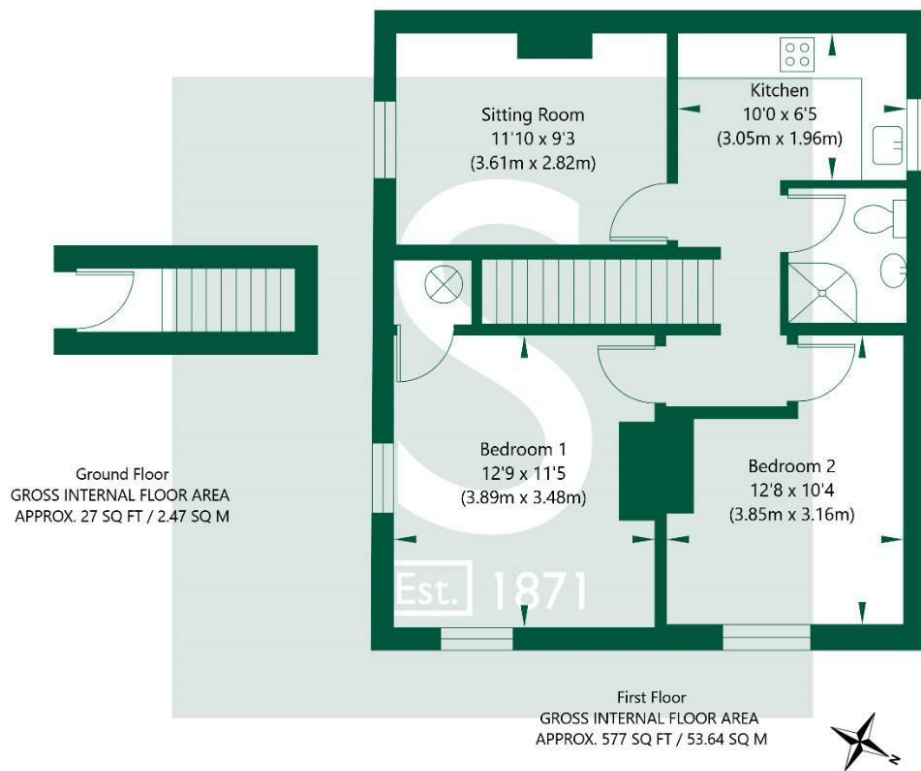 Sitting Room
11'10 x 9'3
(3.61m x 2.82m)
Kitchen
10'0 x 6'5
(3.05m x 1.96m)
Bedroom 1
12'9 x 11'5
(3.89m x 3.48m)
Bedroom 2
12'8 x 10'4
(3.85m x 3.16m)
Ground Floor
GROSS INTERNAL FLOOR AREA
APPROX. 27 SQ FT / 2.47 SQ M
S
Est. 1871
First Floor
GROSS INTERNAL FLOOR AREA
APPROX. 577 SQ FT / 53.64 SQ M
N